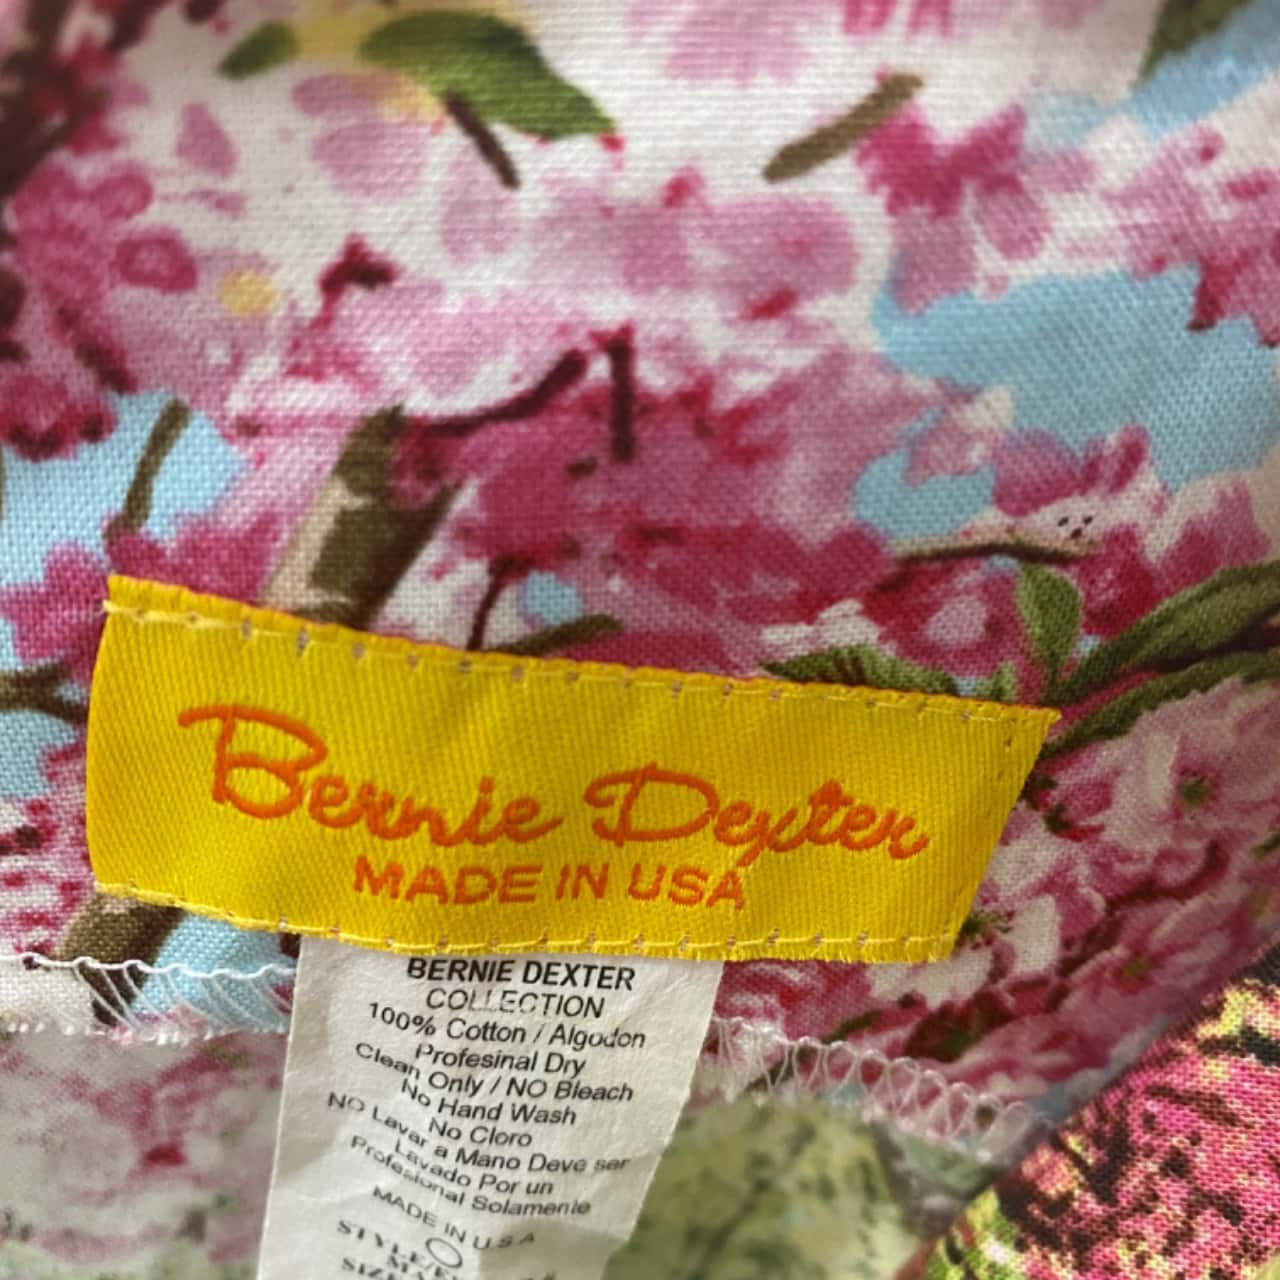 Bernie Dexter
MADE IN USA
BERNIE DEXTER
COLLECTION
100% Cotton / Algodon
Profesinal Dry
Clean Only / NO Bleach
No Hand Wash
No Cloro
NO Lavar a Mano Deve ser
Lavado Por un
Profesional Solamente
MADE IN U.S.A